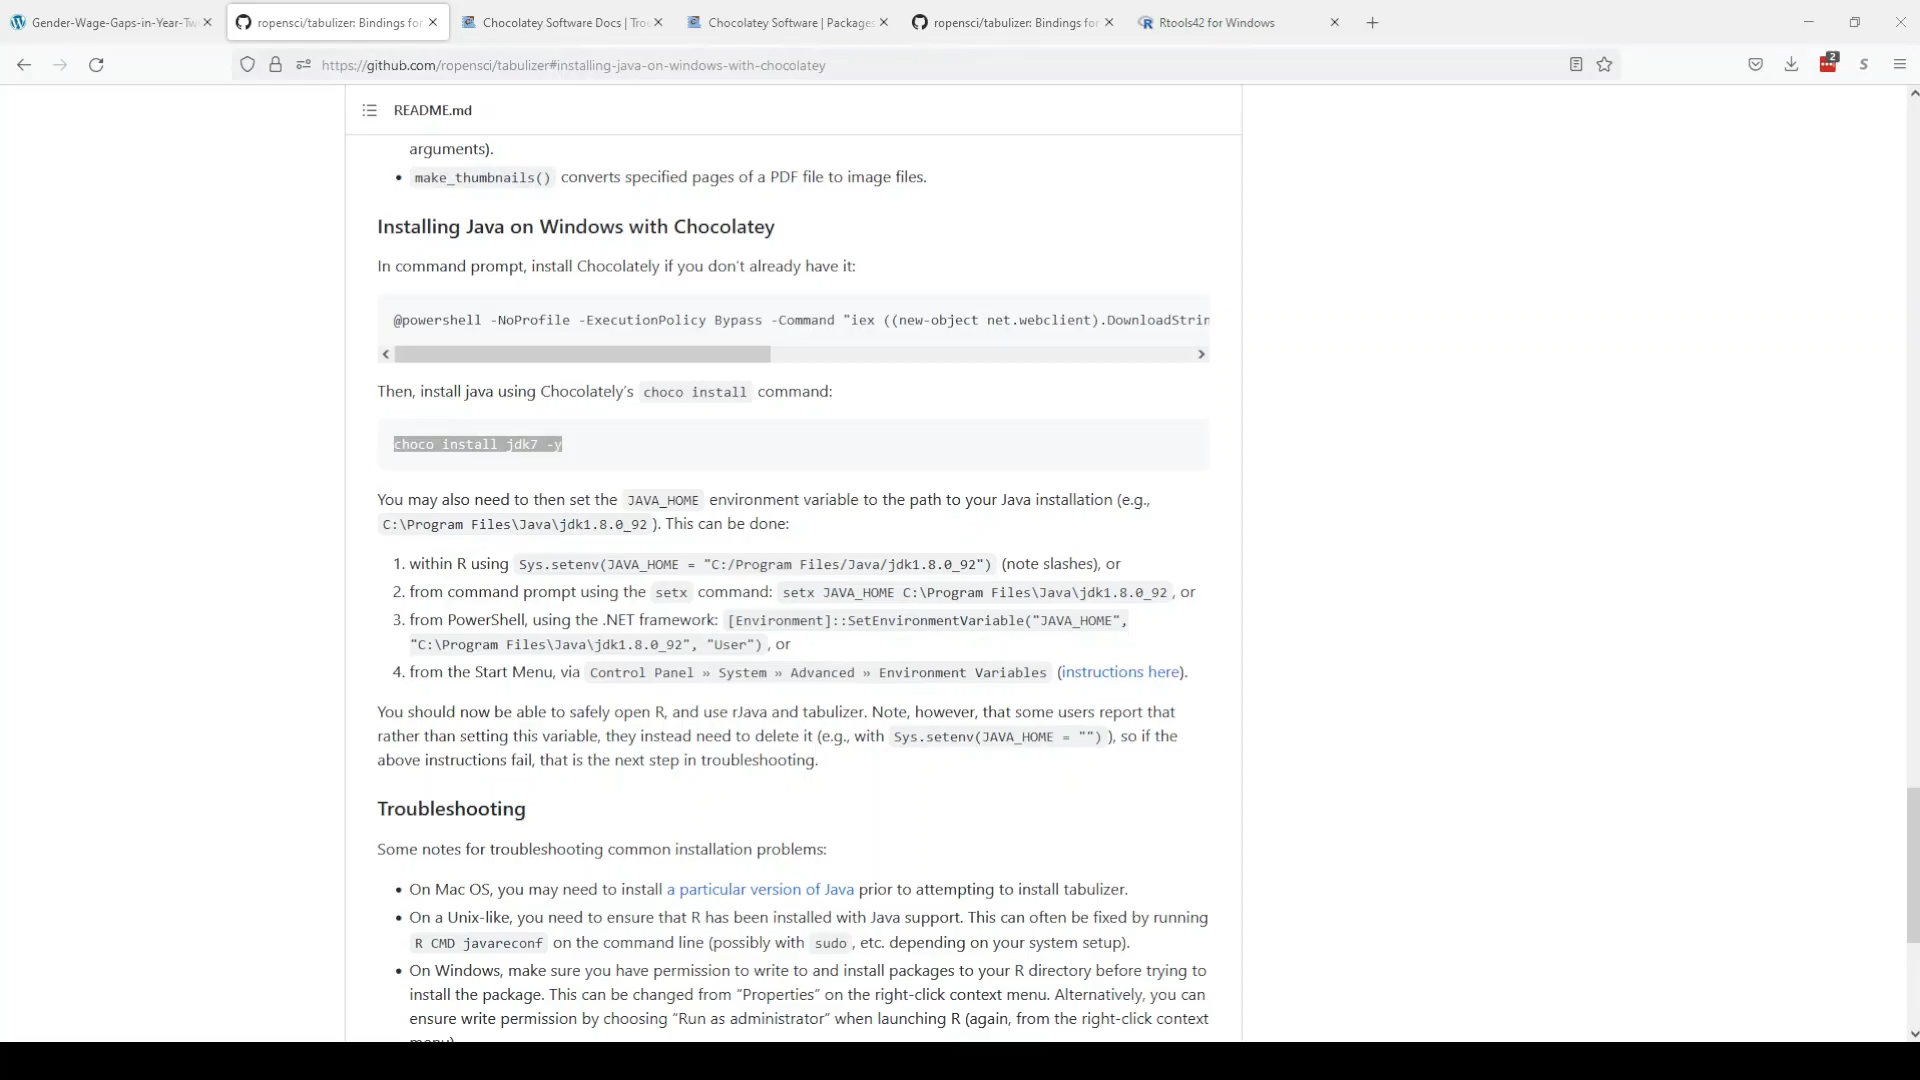 Gender-Wage-Gaps-in-Year-Tw
ropensci/tabulizer: Bindings for
Chocolatey Software Docs | Trou
Chocolatey Software | Packages
ropensci/tabulizer: Bindings for
Rtools42 for Windows
https://github.com/ropensci/tabulizer#installing-java-on-windows-with-chocolatey
2
S
README.md
arguments).
• make_thumbnails() converts specified pages of a PDF file to image files.
Installing Java on Windows with Chocolatey
In command prompt, install Chocolately if you don't already have it:
@powershell -NoProfile -ExecutionPolicy Bypass -Command "iex ((new-object net.webclient).DownloadStrin
Then, install java using Chocolately's choco install command:
choco install jdk7 -y
You may also need to then set the JAVA_HOME environment variable to the path to your Java installation (e.g.,
C:\Program Files\Java\jdk1.8.0_92 ). This can be done:
1. within R using Sys.setenv(JAVA_HOME = "C:/Program Files/Java/jdk1.8.0_92") (note slashes), or
2. from command prompt using the setx command: setx JAVA_HOME C:\Program Files\Java\jdk1.8.0_92 , or
3. from PowerShell, using the .NET framework: [Environment]::SetEnvironmentVariable("JAVA_HOME",
"C:\Program Files\Java\jdk1.8.0_92", "User") , or
4. from the Start Menu, via Control Panel » System » Advanced » Environment Variables (instructions here).
You should now be able to safely open R, and use rJava and tabulizer. Note, however, that some users report that
rather than setting this variable, they instead need to delete it (e.g., with Sys.setenv(JAVA_HOME = "") ), so if the
above instructions fail, that is the next step in troubleshooting.
Troubleshooting
Some notes for troubleshooting common installation problems:
• On Mac OS, you may need to install a particular version of Java prior to attempting to install tabulizer.
• On a Unix-like, you need to ensure that R has been installed with Java support. This can often be fixed by running
R CMD javareconf on the command line (possibly with sudo , etc. depending on your system setup).
• On Windows, make sure you have permission to write to and install packages to your R directory before trying to
install the package. This can be changed from “Properties” on the right-click context menu. Alternatively, you can
ensure write permission by choosing “Run as administrator” when launching R (again, from the right-click context
menu)